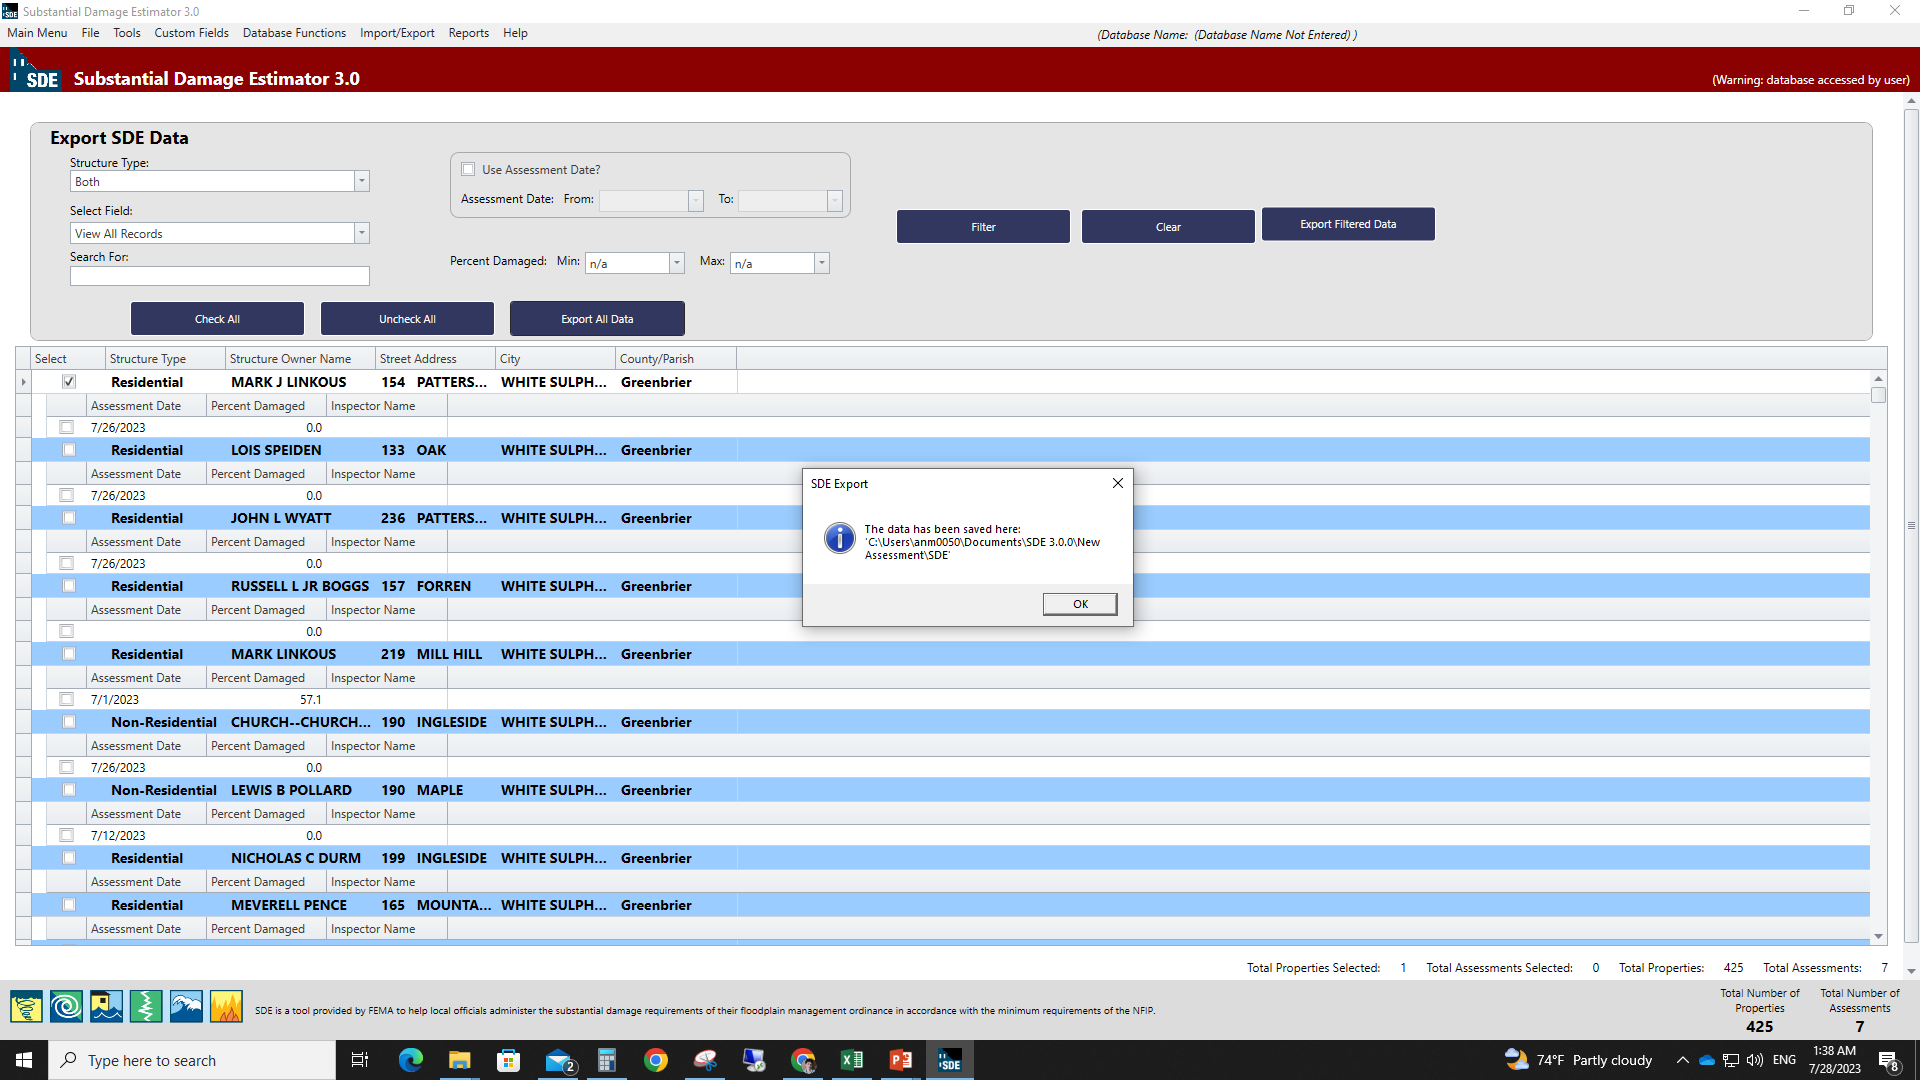 SDE Substantial Damage Estimator 3.0
Main Menu File Tools Custom Fields Database Functions Import/Export Reports Help (Database Name: (Database Name Not Entered) )
SDE Substantial Damage Estimator 3.0 (Warning: database accessed by user)
Export SDE Data
Structure Type:
Both
Select Field:
View All Records
Search For:
Use Assessment Date?
Assessment Date: From: To:
Percent Damaged: Min: n/a Max: n/a
Filter Clear Export Filtered Data
Check All Uncheck All Export All Data
Select Structure Type Structure Owner Name Street Address City County/Parish
Residential MARK J LINKOUS 154 PATTERS... WHITE SULPH... Greenbrier
Assessment Date Percent Damaged Inspector Name
7/26/2023 0.0
Residential LOIS SPEIDEN 133 OAK WHITE SULPH... Greenbrier
Assessment Date Percent Damaged Inspector Name
7/26/2023 0.0
Residential JOHN L WYATT 236 PATTERS... WHITE SULPH... Greenbrier
Assessment Date Percent Damaged Inspector Name
7/26/2023 0.0
Residential RUSSELL L JR BOGGS 157 FORREN WHITE SULPH... Greenbrier
Assessment Date Percent Damaged Inspector Name
0.0
Residential MARK LINKOUS 219 MILL HILL WHITE SULPH... Greenbrier
Assessment Date Percent Damaged Inspector Name
7/1/2023 57.1
Non-Residential CHURCH--CHURCH... 190 INGLESIDE WHITE SULPH... Greenbrier
Assessment Date Percent Damaged Inspector Name
7/26/2023 0.0
Non-Residential LEWIS B POLLARD 190 MAPLE WHITE SULPH... Greenbrier
Assessment Date Percent Damaged Inspector Name
7/12/2023 0.0
Residential NICHOLAS C DURM 199 INGLESIDE WHITE SULPH... Greenbrier
Assessment Date Percent Damaged Inspector Name
Residential MEVERELL PENCE 165 MOUNTA... WHITE SULPH... Greenbrier
Assessment Date Percent Damaged Inspector Name
SDE Export
The data has been saved here:
'C:\Users\anm0050\Documents\SDE 3.0.0\New
Assessment\SDE'
OK
Total Properties Selected: 1 Total Assessments Selected: 0 Total Properties: 425 Total Assessments: 7
SDE is a tool provided by FEMA to help local officials administer the substantial damage requirements of their floodplain management ordinance in accordance with the minimum requirements of the NFIP.
Total Number of Properties
425
Total Number of Assessments
7
Type here to search
2
SDE
74°F Partly cloudy
ENG
1:38 AM
7/28/2023
8